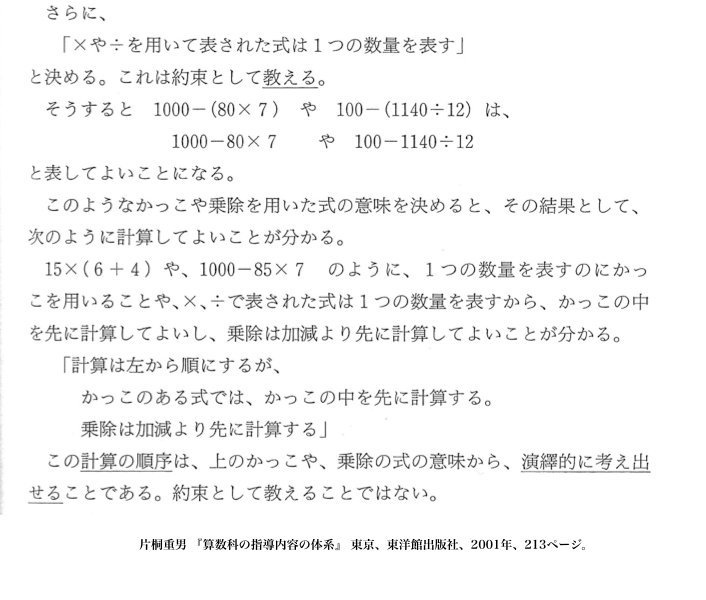 さらに、
「×や÷を用いて表された式は１つの数量を表す」
と決める。これは約束として教える。
そうすると　1000－(80×７)　や　100－(1140÷12) は、
1000－80×７　　や　100－1140÷12
と表してよいことになる。
このようなかっこや乗除を用いた式の意味を決めると、その結果として、
次のように計算してよいことが分かる。
15×(６＋４) や、1000－85×７　のように、１つの数量を表すのにかっ
こを用いることや、×、÷で表された式は１つの数量を表すから、かっこの中
を先に計算してよいし、乗除は加減より先に計算してよいことが分かる。
「計算は左から順にするが、
かっこのある式では、かっこの中を先に計算する。
乗除は加減より先に計算する」
この計算の順序は、上のかっこや、乗除の式の意味から、演繹的に考え出
せることである。約束として教えることではない。
片桐重男 『算数科の指導内容の体系』 東京、東洋館出版社、2001年、213ページ。